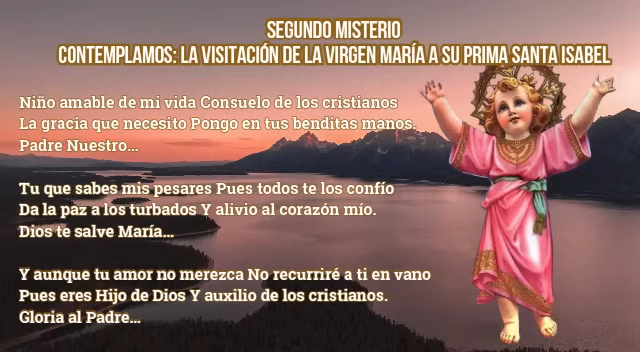 SEGUNDO MISTERIO
CONTEMPLAMOS: LA VISITACIÓN DE LA VIRGEN MARÍA A SU PRIMA SANTA ISABEL
Niño amable de mi vida Consuelo de los cristianos
La gracia que necesito Pongo en tus benditas manos.
Padre Nuestro...
Tu que sabes mis pesares Pues todos te los confío
Da la paz a los turbados Y alivio al corazón mío.
Dios te salve María...
Y aunque tu amor no merezca No recurriré a ti en vano
Pues eres Hijo de Dios Y auxilio de los cristianos.
Gloria al Padre...